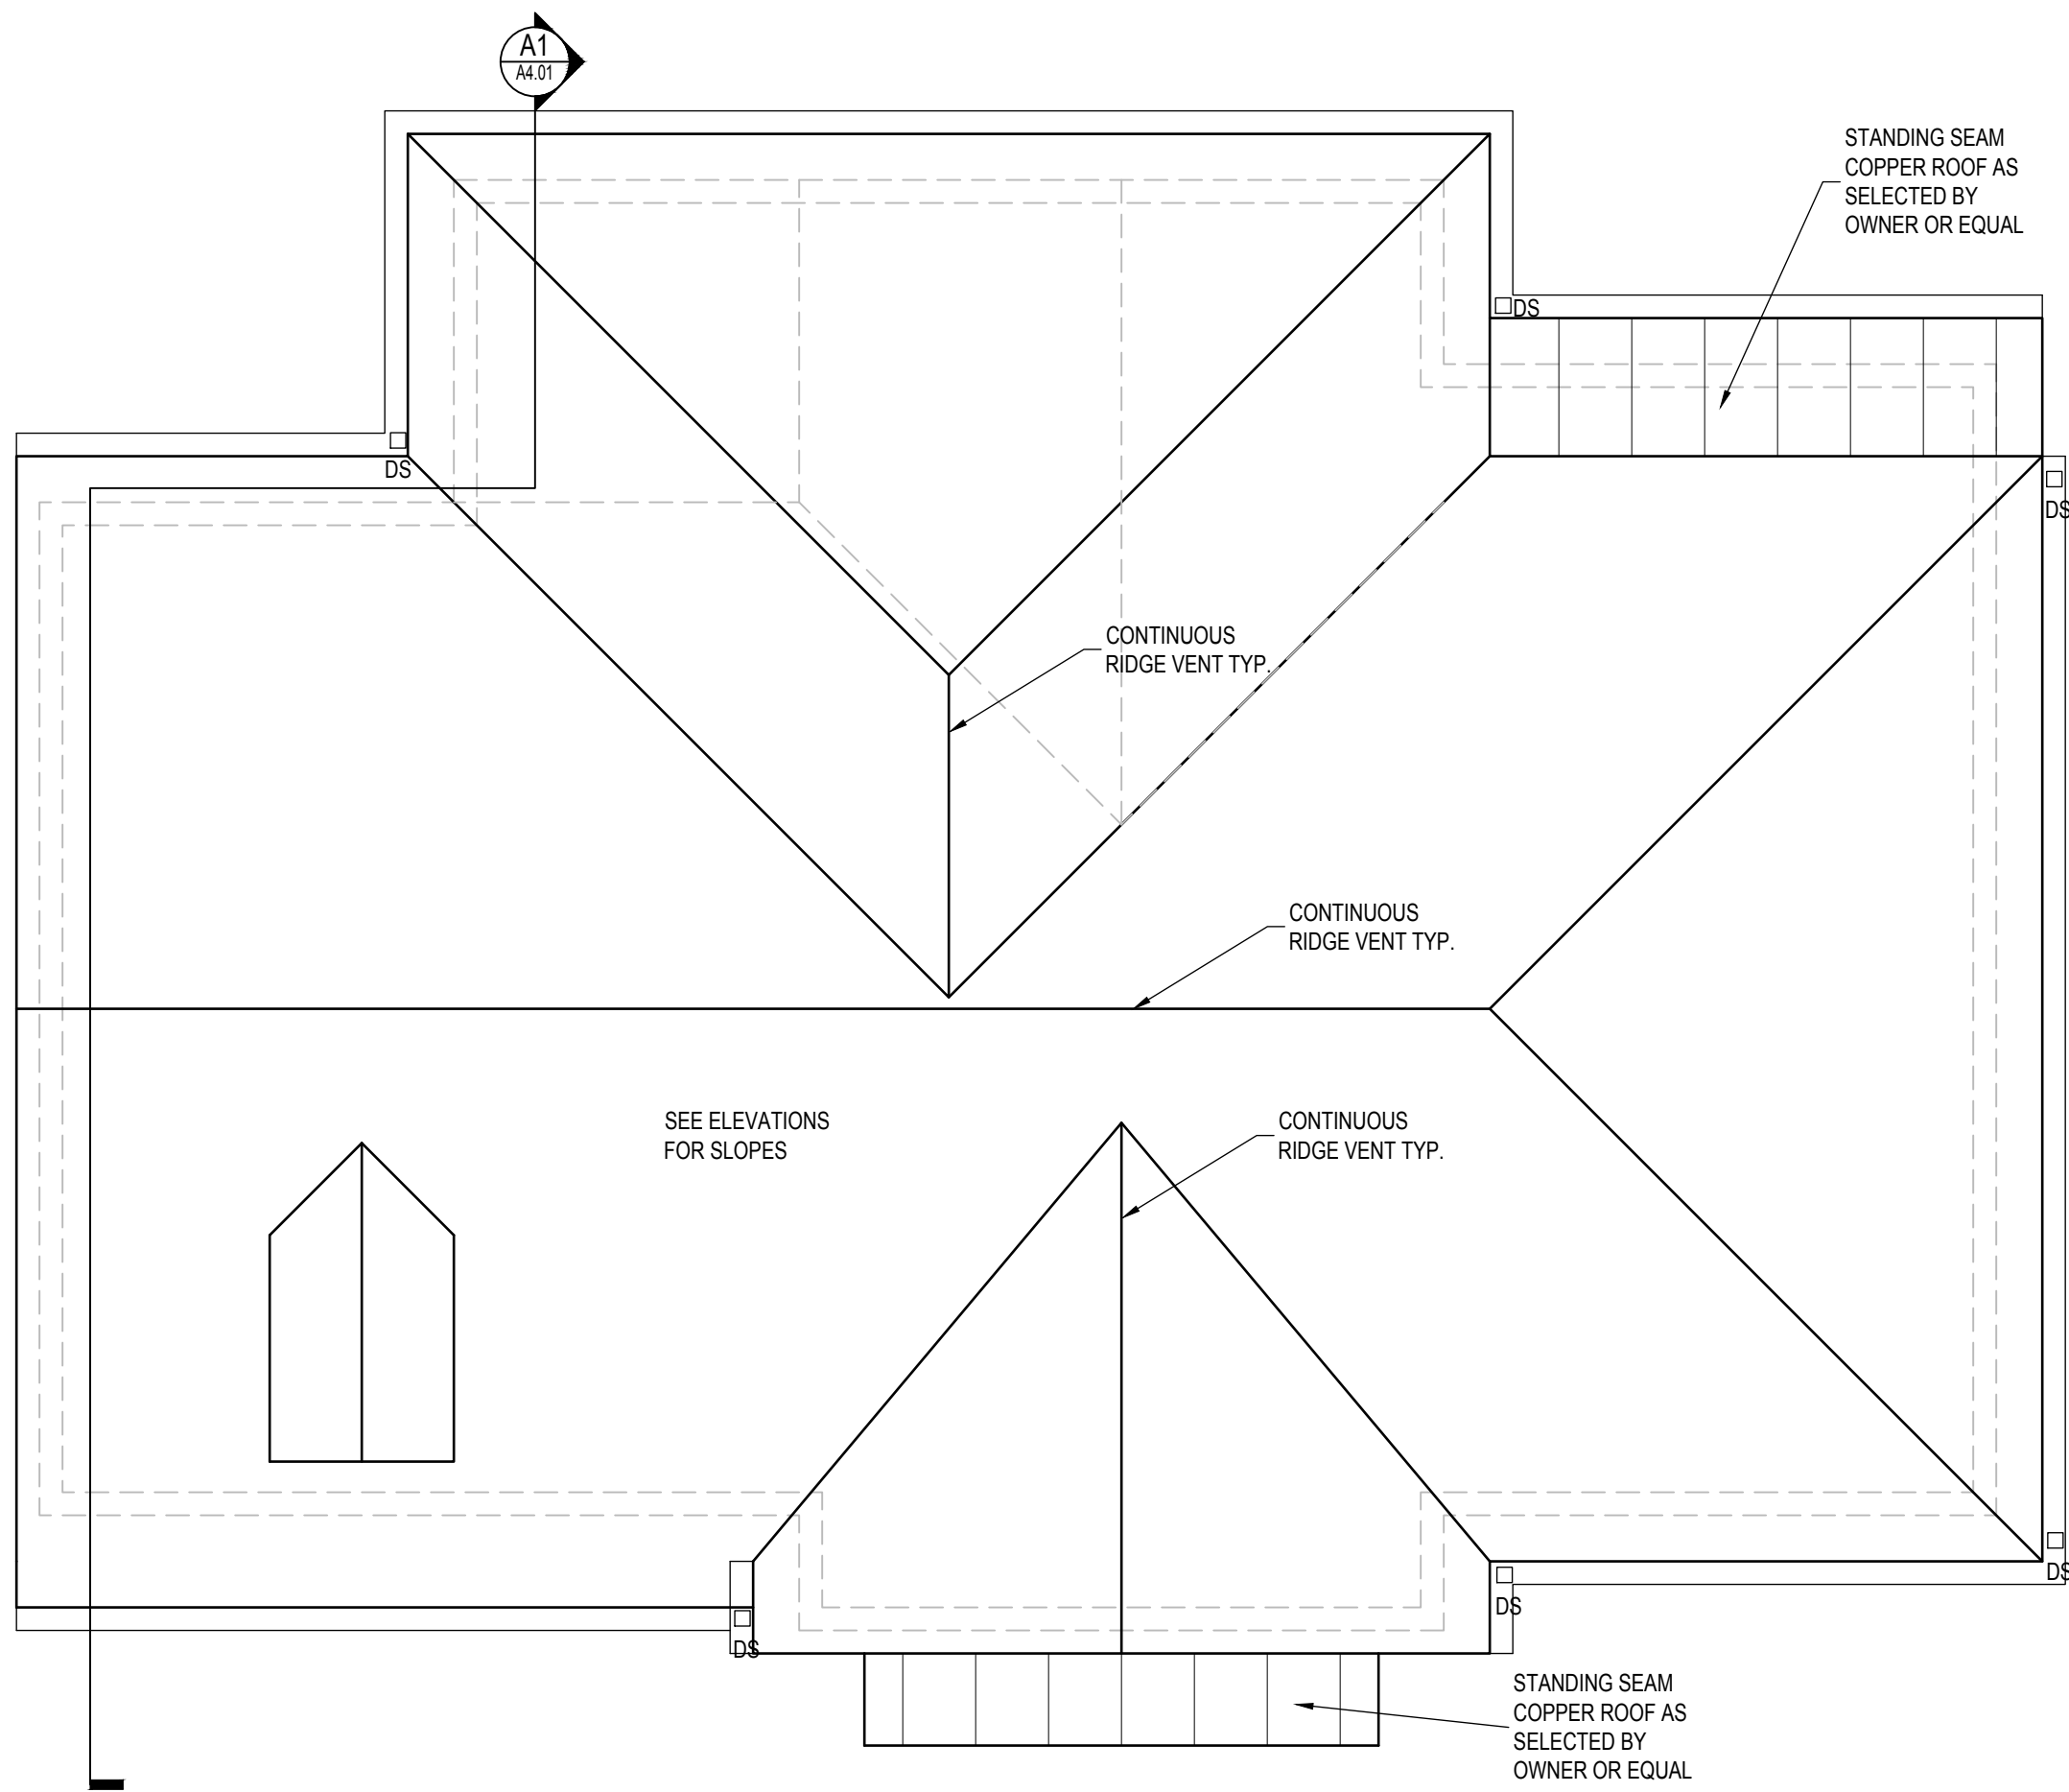 A1
A4.01
STANDING SEAM
COPPER ROOF AS
SELECTED BY
OWNER OR EQUAL
DS
DS
DS
CONTINUOUS
RIDGE VENT TYP.
CONTINUOUS
RIDGE VENT TYP.
SEE ELEVATIONS
FOR SLOPES
CONTINUOUS
RIDGE VENT TYP.
DS
DS
DS
STANDING SEAM
COPPER ROOF AS
SELECTED BY
OWNER OR EQUAL